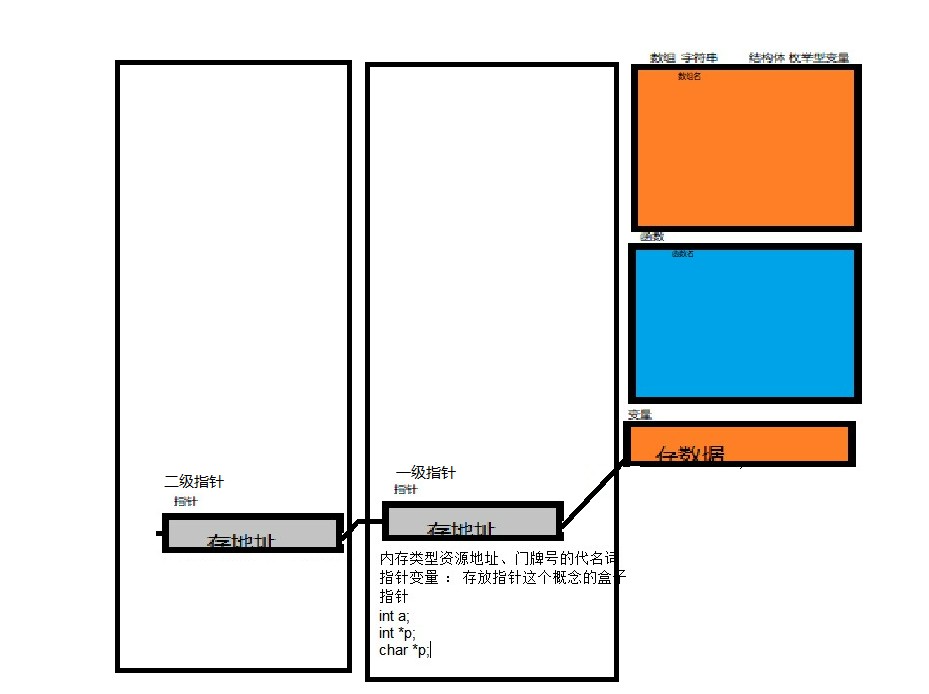 数组 字符串 结构体 枚举型变量
数组名
函数
函数名
变量
存数据
二级指针
指针
存地址
一级指针
指针
存地址
内存类型资源地址、门牌号的代名词
指针变量 : 存放指针这个概念的盒子
指针
int a;
int *p;
char *p;